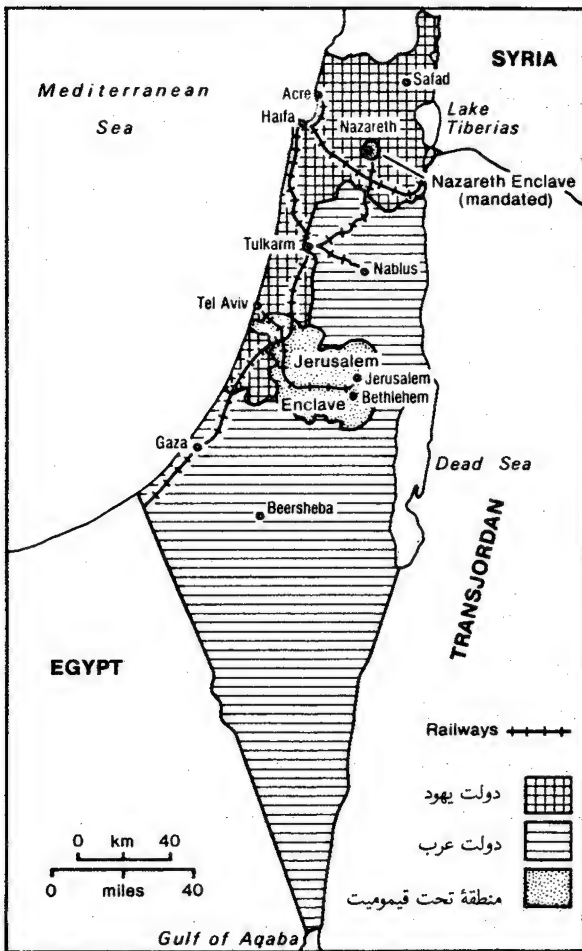 SYRIA
Safad
Mediterranean
Sea
Acre
Haifa
Nazareth
Lake
Tiberias
Nazareth Enclave
(mandated)
Tulkarm
Nablus
Tel Aviv
Jerusalem
Jerusalem
Enclave
Bethlehem
Gaza
Dead Sea
Beersheba
TRANSJORDAN
EGYPT
Railways
دولت یهود
دولت عرب
منطقهٔ تحت قیمومیت
0 km 40
0 miles 40
Gulf of Aqaba